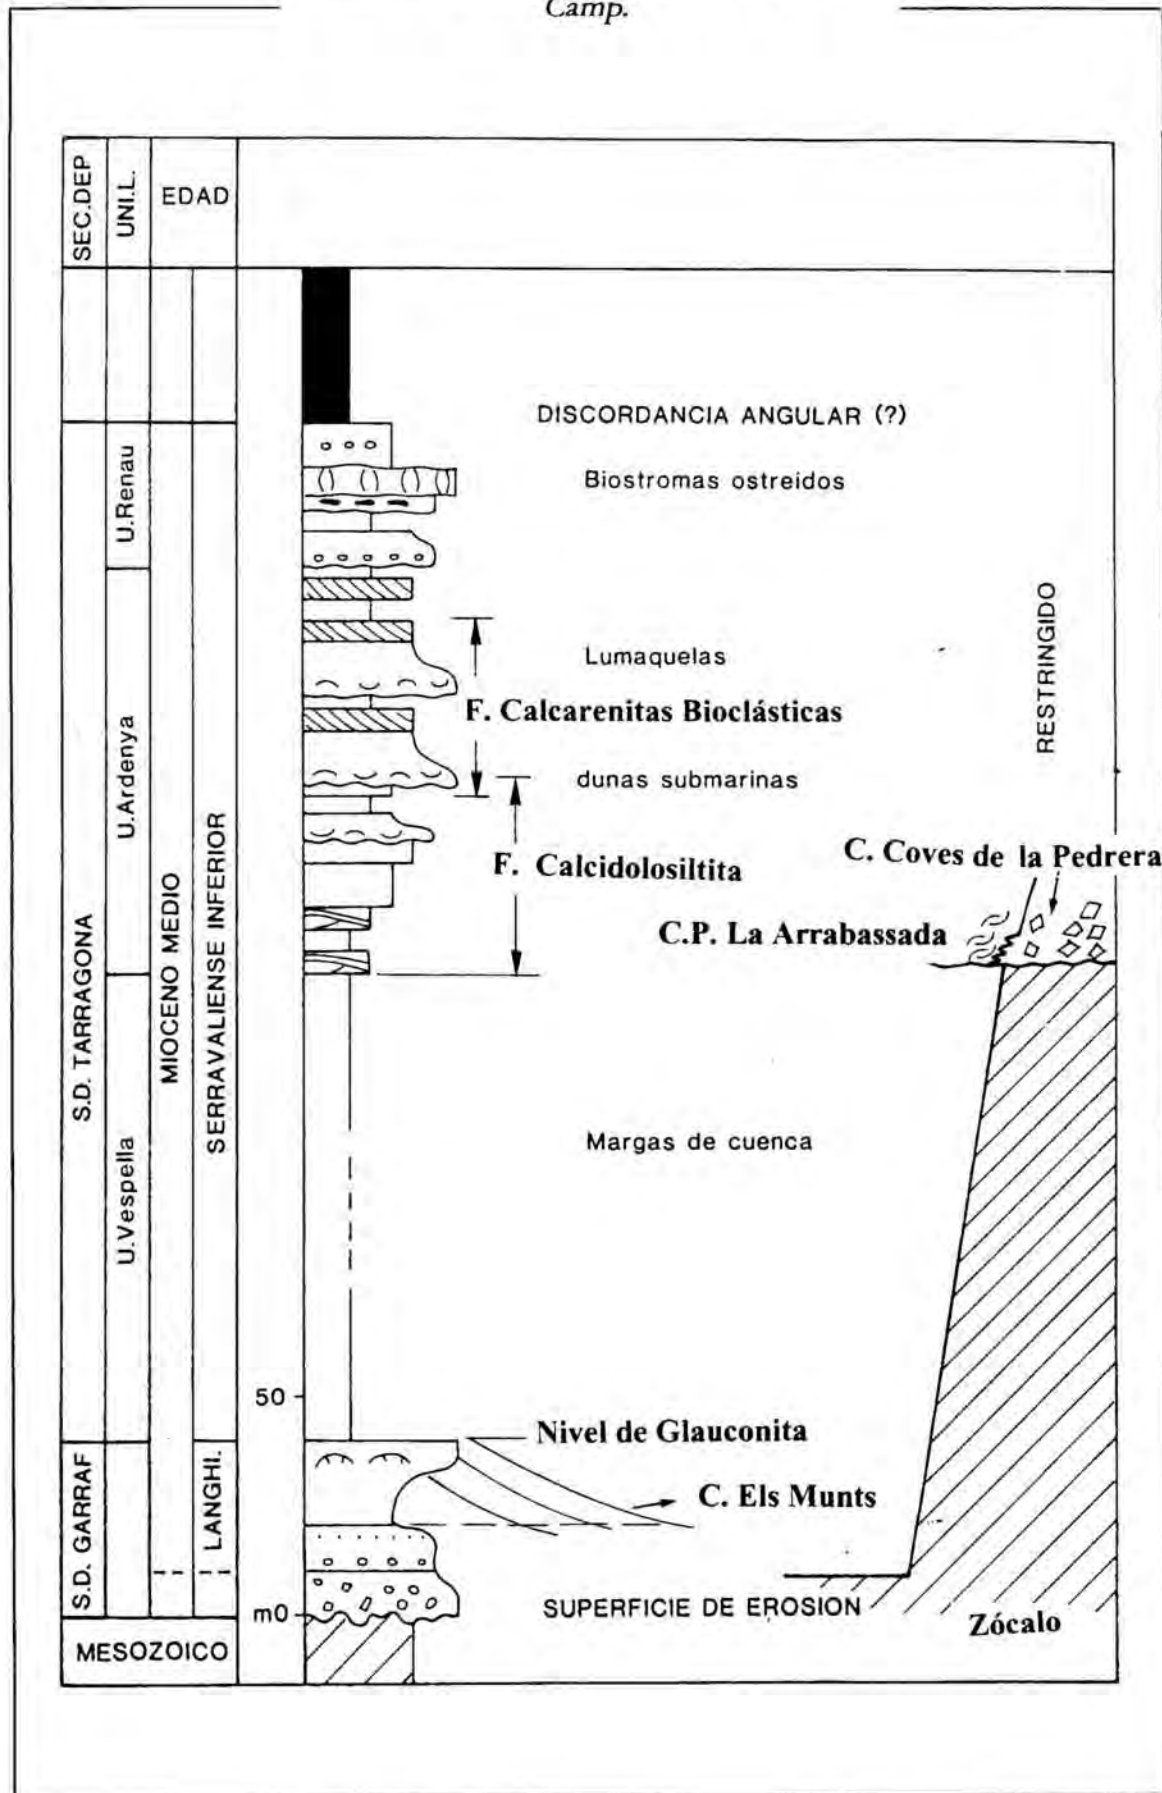 Camp.
SEC.DEP
UNI.L.
EDAD
DISCORDANCIA ANGULAR (?)
U.Renau
Biostromas ostreidos
RESTRINGIDO
Lumaquelas
F. Calcarenitas Bioclásticas
U.Ardenya
dunas submarinas
C. Coves de la Pedrera
F. Calcidolosiltita
C.P. La Arrabassada
S.D. TARRAGONA
MIOCENO MEDIO
SERRAVALIENSE INFERIOR
U.Vespella
Margas de cuenca
50
Nivel de Glauconita
C. Els Munts
S.D. GARRAF
LANGHI.
m0
SUPERFICIE DE EROSION
Zócalo
MESOZOICO